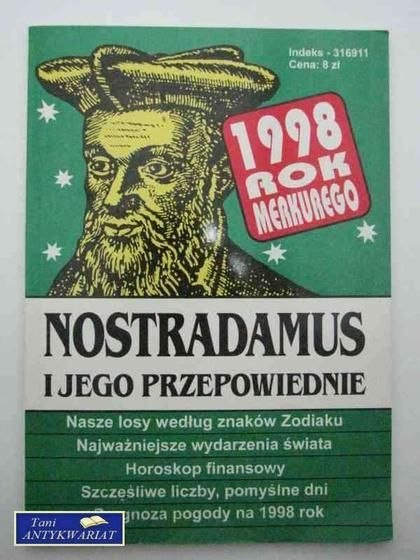 Indeks - 316911
Cena: 8 zł
1998
ROK
MERKUREGO
NOSTRADAMUS
I JEGO PRZEPOWIEDNIE
Nasze losy według znaków Zodiaku
Najważniejsze wydarzenia świata
Horoskop finansowy
Szczęśliwe liczby, pomyślne dni
pogody na 1998 rok
Tani
ANTYKWARIAT